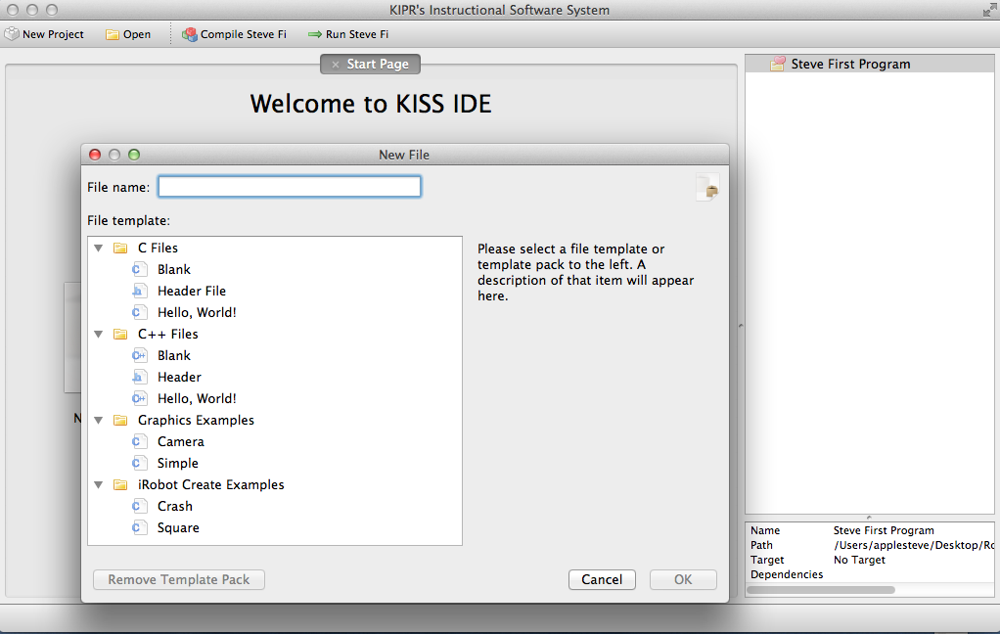 KIPR's Instructional Software System
New Project Open Compile Steve Fi Run Steve Fi
Start Page
Steve First Program
Welcome to KISS IDE
New File
File name:
File template:
C Files
Blank
Header File
Hello, World!
C++ Files
Blank
Header
Hello, World!
Graphics Examples
Camera
Simple
iRobot Create Examples
Crash
Square
Please select a file template or
template pack to the left. A
description of that item will appear
here.
N
Remove Template Pack
Cancel
OK
Name Steve First Program
Path /Users/applesteve/Desktop/Ro
Target No Target
Dependencies